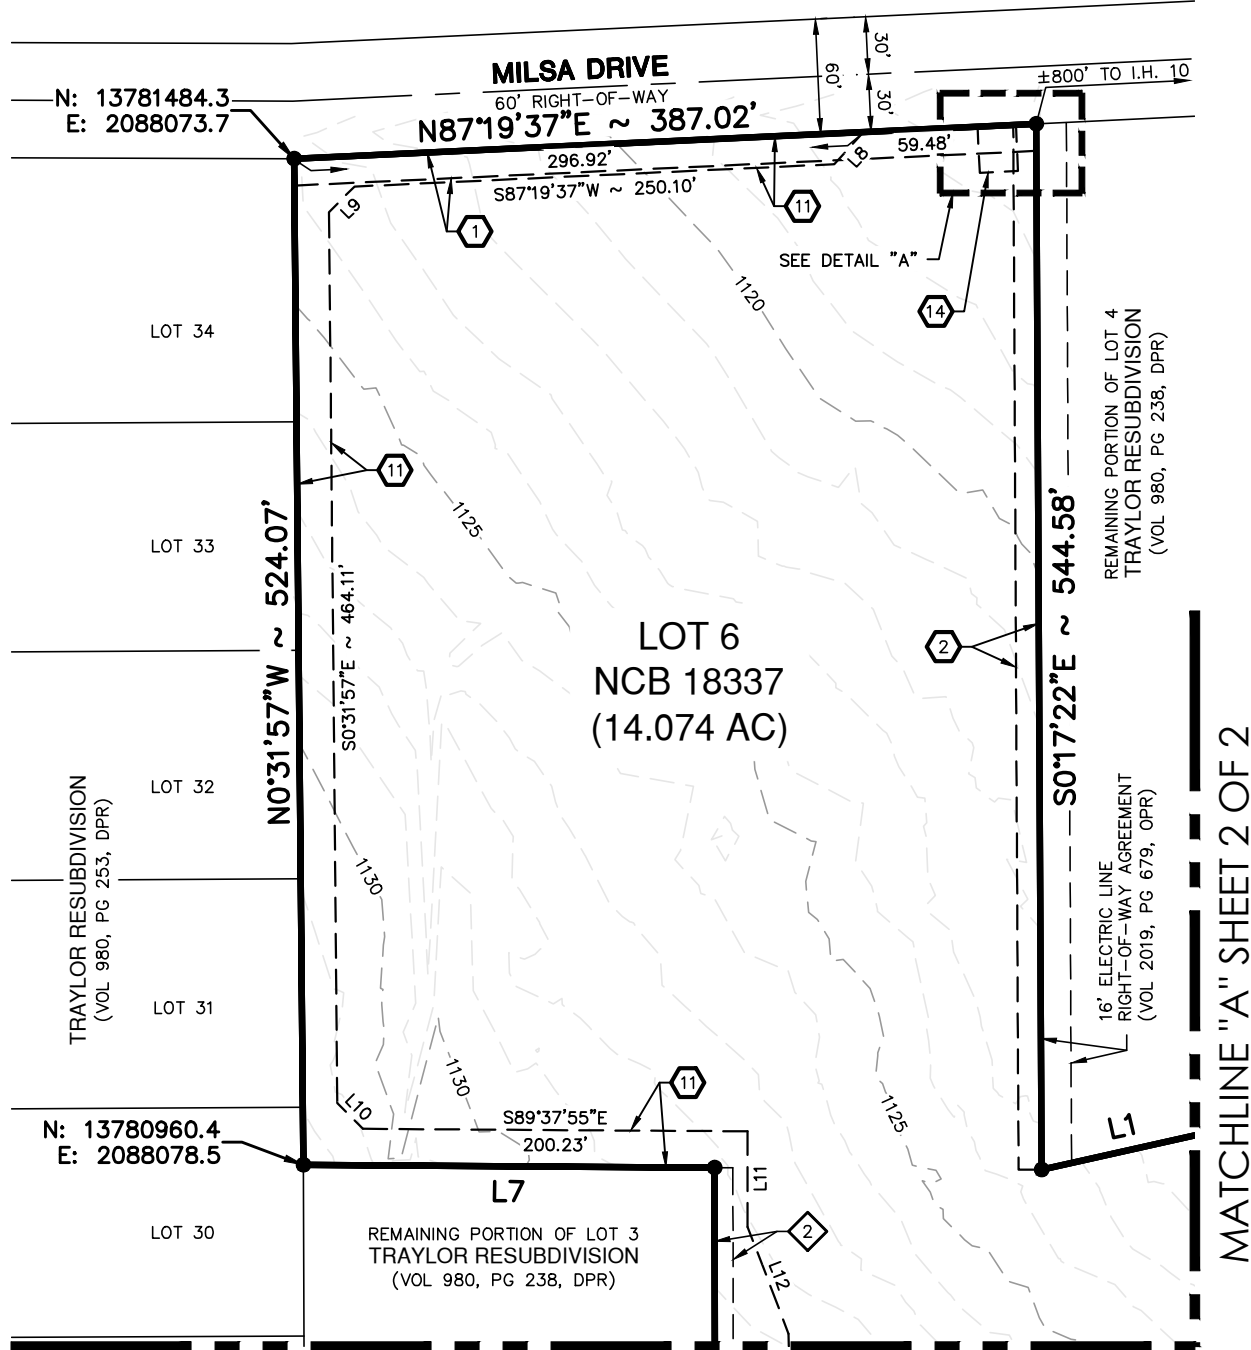 MILSA DRIVE
60' RIGHT-OF-WAY
30'
60'
30'
±800' TO I.H. 10
N: 13781484.3
E: 2088073.7
N87°19'37"E ~ 387.02'
296.92'
59.48'
L8
S87°19'37"W ~ 250.10'
L9
1
11
SEE DETAIL "A"
14
1120
LOT 34
REMAINING PORTION OF LOT 4
TRAYLOR RESUBDIVISION
(VOL 980, PG 238, DPR)
11
1125
LOT 33
N0°31'57"W ~ 524.07'
S0°31'57"E ~ 464.11'
S0°17'22"E ~ 544.58'
LOT 6
NCB 18337
(14.074 AC)
2
LOT 32
TRAYLOR RESUBDIVISION
(VOL 980, PG 253, DPR)
1130
16' ELECTRIC LINE
RIGHT-OF-WAY AGREEMENT
(VOL 2019, PG 679, OPR)
MATCHLINE "A" SHEET 2 OF 2
LOT 31
1130
11
L10
S89°37'55"E
200.23'
1125
L1
N: 13780960.4
E: 2088078.5
L7
L11
LOT 30
REMAINING PORTION OF LOT 3
TRAYLOR RESUBDIVISION
(VOL 980, PG 238, DPR)
2
L12